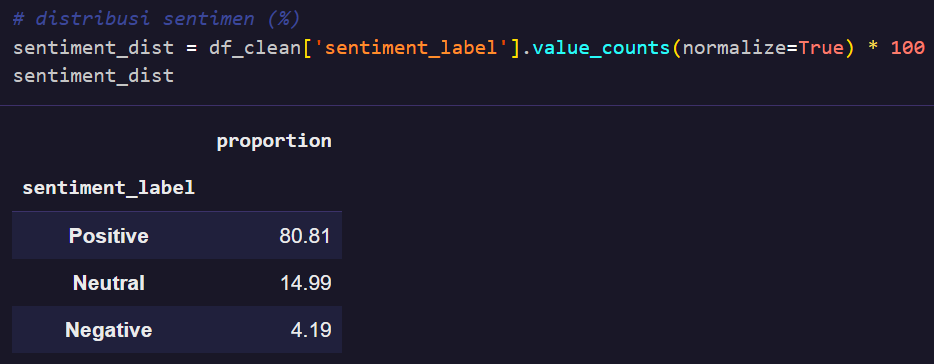 # distribusi sentimen (%)
sentiment_dist = df_clean['sentiment_label'].value_counts(normalize=True) * 100
sentiment_dist
proportion
sentiment_label
Positive 80.81
Neutral 14.99
Negative 4.19